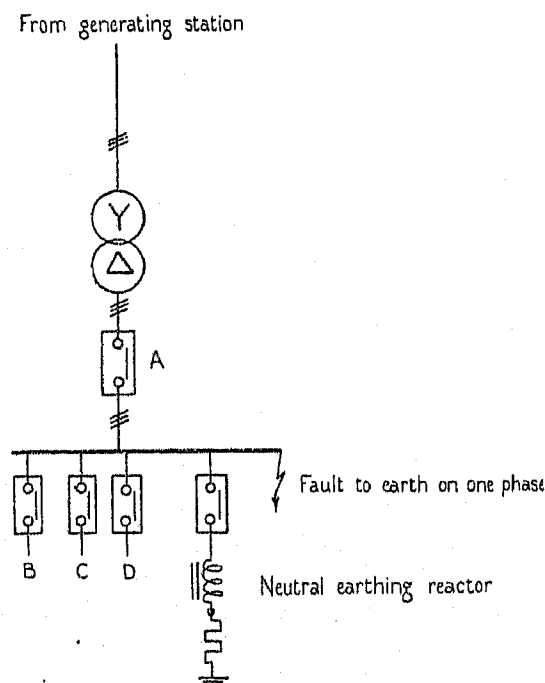 From generating station
Y
Δ
A
Fault to earth on one phase
B
C
D
Neutral earthing reactor